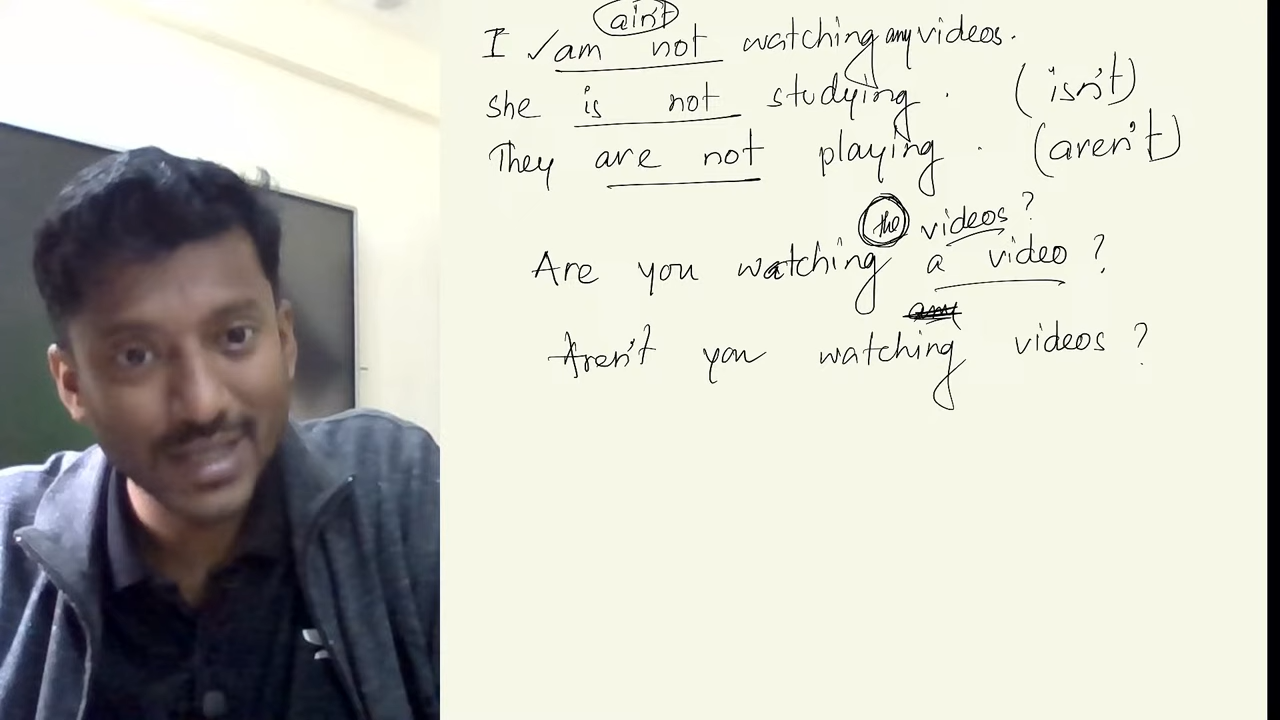 ain't
I ✓am not watching any videos.
she is not studying . (isn't)
They are not playing . (aren't)
the videos ?
Are you watching a video ?
Aren't you watching videos ?